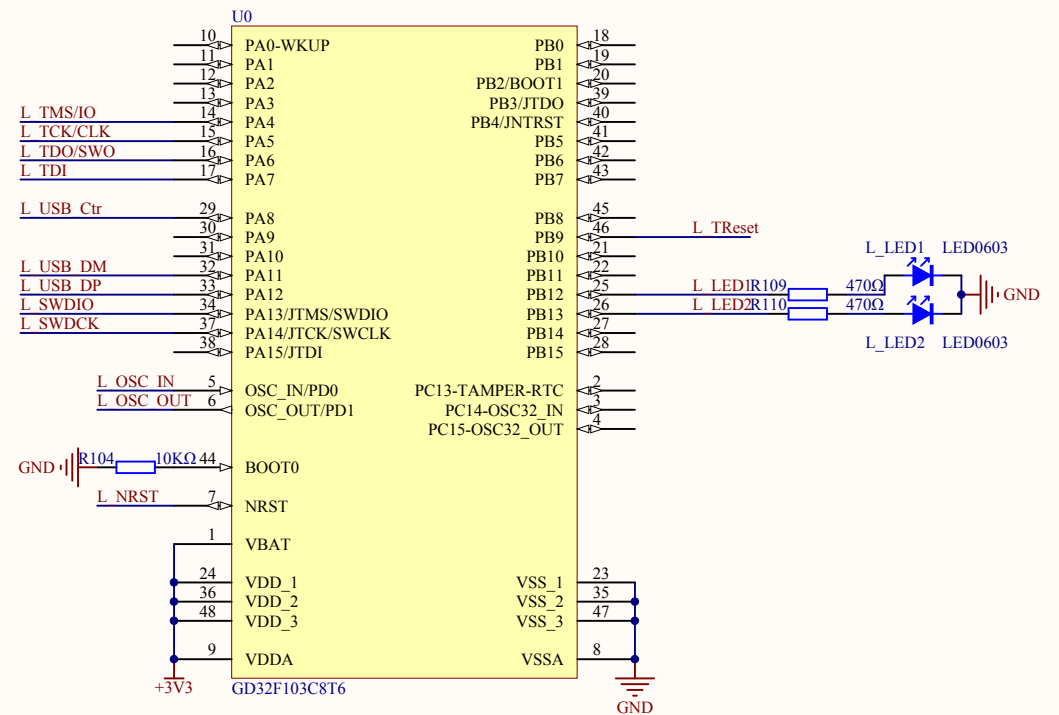 U0
10 PA0-WKUP PB0 18
11 PA1 PB1 19
12 PA2 PB2/BOOT1 20
13 PA3 PB3/JTDO 39
L_TMS/IO 14 PA4 PB4/JNTRST 40
L_TCK/CLK 15 PA5 PB5 41
L_TDO/SWO 16 PA6 PB6 42
L_TDI 17 PA7 PB7 43
L_USB_Ctr 29 PA8 PB8 45
30 PA9 PB9 46 L_TReset
31 PA10 PB10 21
L_LED1 LED0603
L_USB_DM 32 PA11 PB11 22
L_USB_DP 33 PA12 PB12 25 L_LED1 R109 470Ω GND
L_SWDIO 34 PA13/JTMS/SWDIO PB13 26 L_LED2 R110 470Ω
L_SWDCK 37 PA14/JTCK/SWCLK PB14 27
L_LED2 LED0603
38 PA15/JTDI PB15 28
L_OSC_IN 5 OSC_IN/PD0 PC13-TAMPER-RTC 2
L_OSC_OUT 6 OSC_OUT/PD1 PC14-OSC32_IN 3
PC15-OSC32_OUT 4
GND R104 10KΩ 44 BOOT0
L_NRST 7 NRST
1 VBAT
24 VDD_1 VSS_1 23
36 VDD_2 VSS_2 35
48 VDD_3 VSS_3 47
9 VDDA VSSA 8
+3V3 GD32F103C8T6
GND